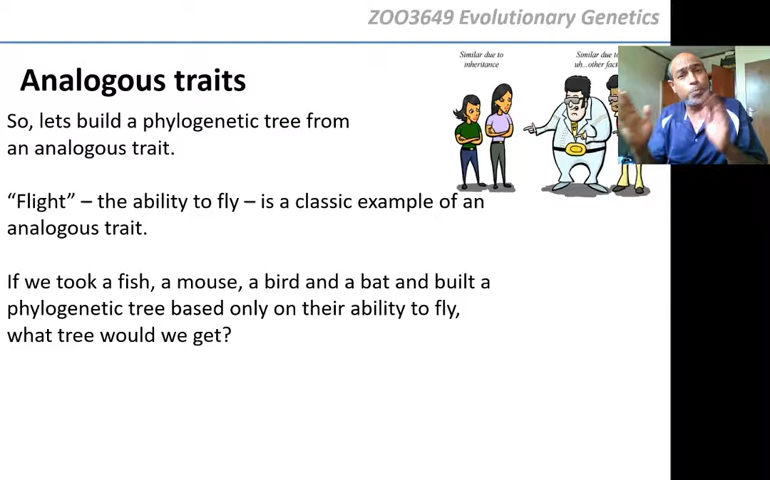 ZOO3649 Evolutionary Genetics
Similar due to
inheritance
Similar due to
uh...other
Analogous traits
So, lets build a phylogenetic tree from
an analogous trait.
“Flight” – the ability to fly – is a classic example of an
analogous trait.
If we took a fish, a mouse, a bird and a bat and built a
phylogenetic tree based only on their ability to fly,
what tree would we get?